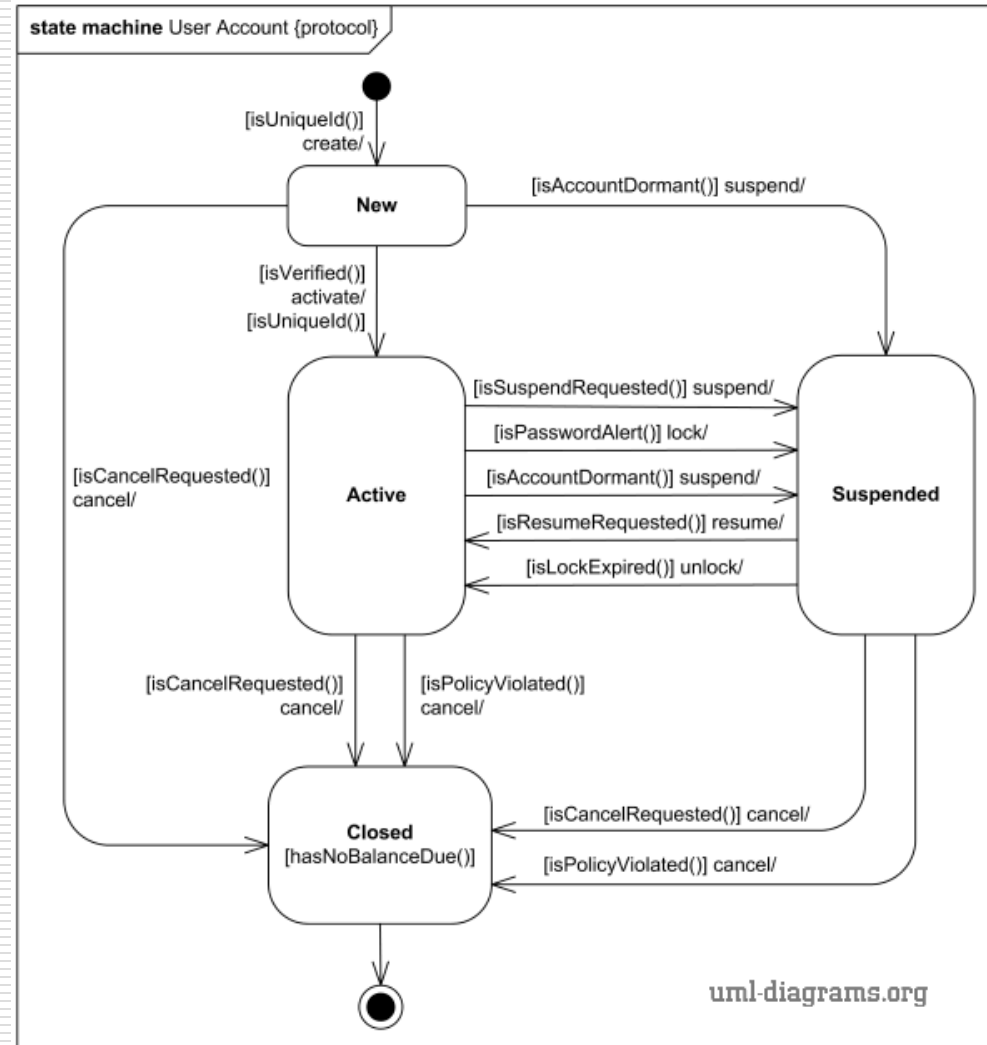 state machine User Account {protocol}
[isUniqueId()]
create/
[isAccountDormant()] suspend/
New
[isVerified()]
activate/
[isUniqueId()]
[isSuspendRequested()] suspend/
[isPasswordAlert()] lock/
[isCancelRequested()]
cancel/
[isAccountDormant()] suspend/
Active
Suspended
[isResumeRequested()] resume/
[isLockExpired()] unlock/
[isCancelRequested()]
cancel/
[isPolicyViolated()]
cancel/
[isCancelRequested()] cancel/
Closed
[hasNoBalanceDue()]
[isPolicyViolated()] cancel/
uml-diagrams.org